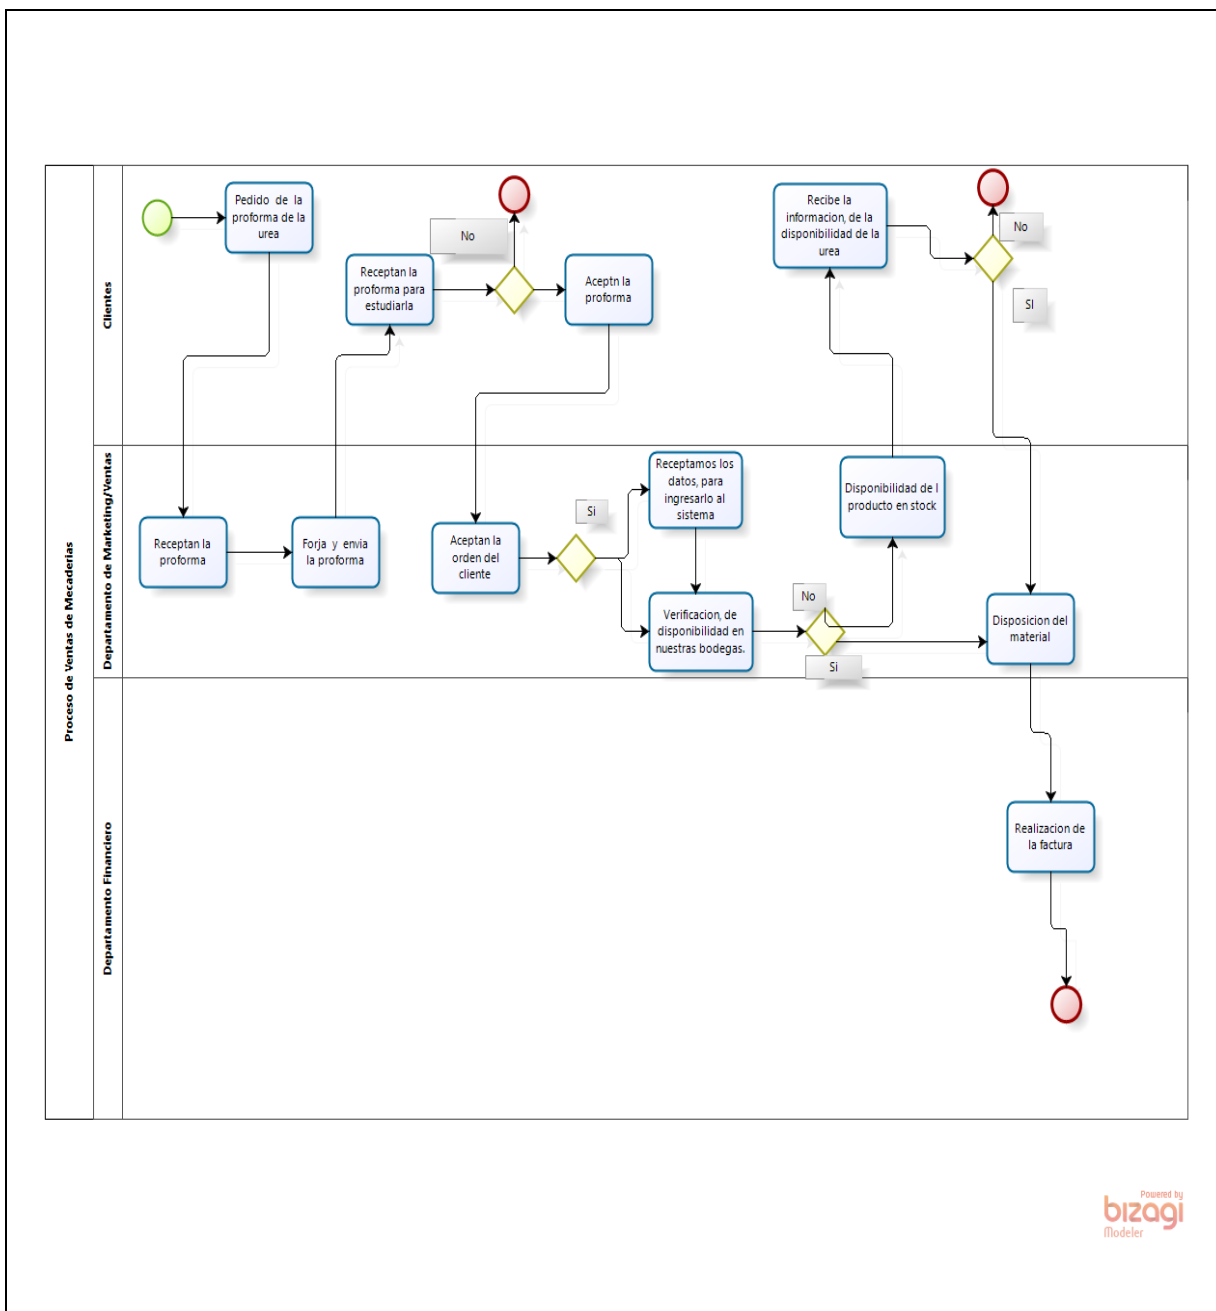 Proceso de Ventas de Mecaderias
Clientes
Pedido de la
proforma de la
urea
Receptan la
proforma para
estudiarla
No
Aceptn la
proforma
Recibe la
informacion, de la
disponibilidad de la
urea
No
SI
Departamento de Marketing/Ventas
Receptan la
proforma
Forja y envia
la proforma
Aceptan la
orden del
cliente
Si
Receptamos los
datos, para
ingresarlo al
sistema
Verificacion, de
disponibilidad en
nuestras bodegas.
No
Si
Disponibilidad de l
producto en stock
Disposicion del
material
Departamento Financiero
Realizacion de
la factura
Powered by
bizagi
Modeler